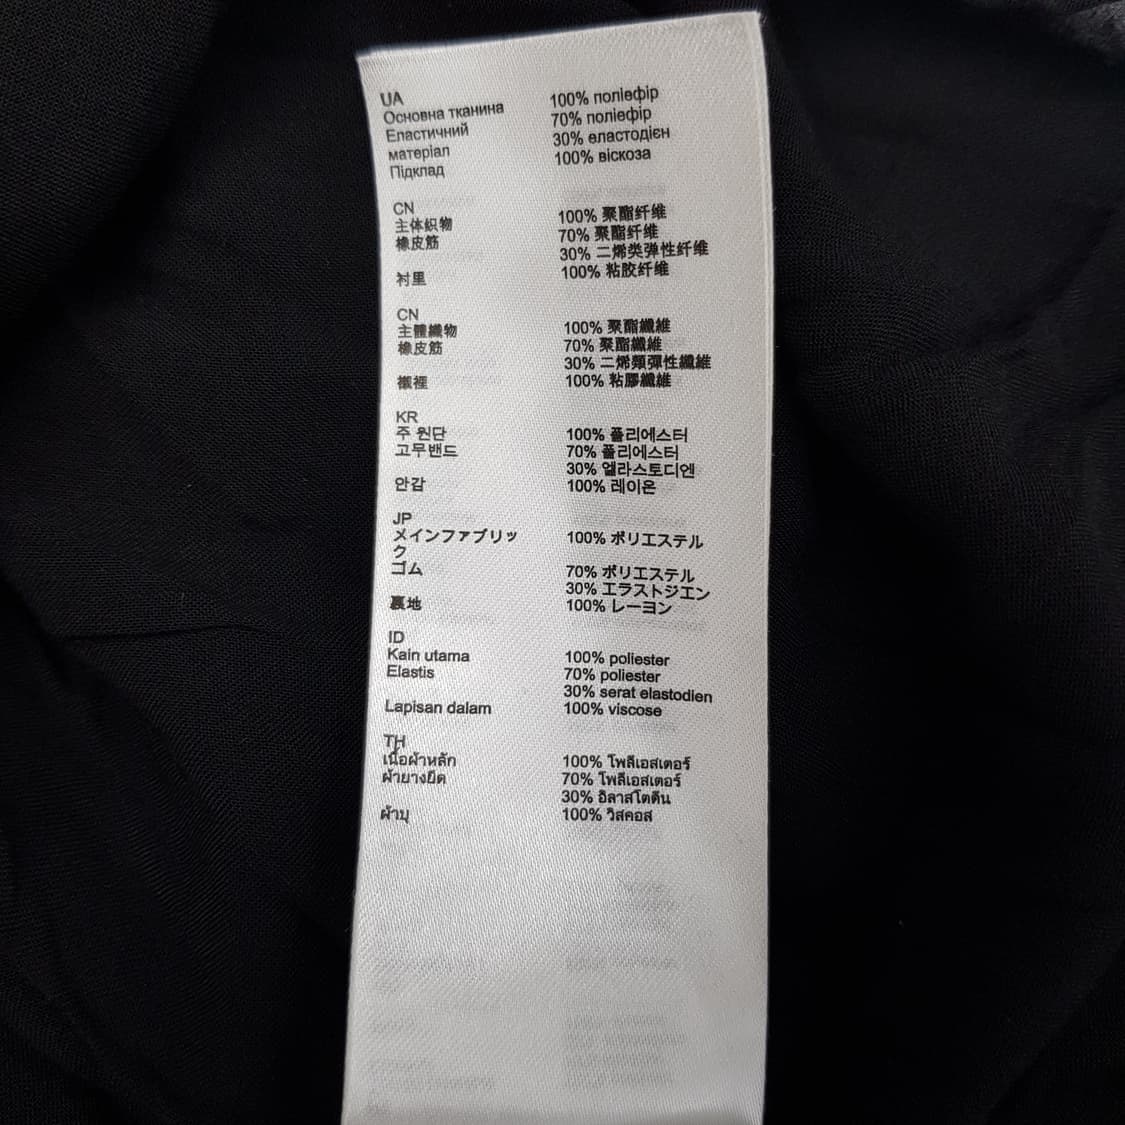 UA
Основна тканина 100% поліефір
Еластичний 70% поліефір
матеріал 30% еластодієн
Підклад 100% віскоза
CN
主体织物 100% 聚酯纤维
橡皮筋 70% 聚酯纤维
30% 二烯类弹性纤维
衬里 100% 粘胶纤维
CN
主體織物 100% 聚酯纖維
橡皮筋 70% 聚酯纖維
30% 二烯類彈性纖維
襯裡 100% 粘膠纖維
KR
주 원단 100% 폴리에스터
고무밴드 70% 폴리에스터
30% 엘라스토디엔
안감 100% 레이온
JP
メインファブリッ 100% ポリエステル
ク
ゴム 70% ポリエステル
30% エラストジエン
裏地 100% レーヨン
ID
Kain utama 100% poliester
Elastis 70% poliester
30% serat elastodien
Lapisan dalam 100% viscose
TH
เนื้อผ้าหลัก 100% โพลีเอสเตอร์
ผ้ายางยืด 70% โพลีเอสเตอร์
30% อิลาสโตดีน
ผ้าบุ 100% วิสคอส